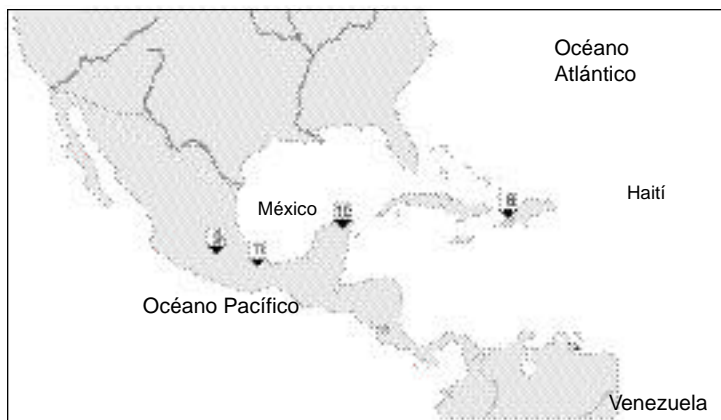 Océano
Atlántico
Haití
México
Océano Pacífico
Venezuela